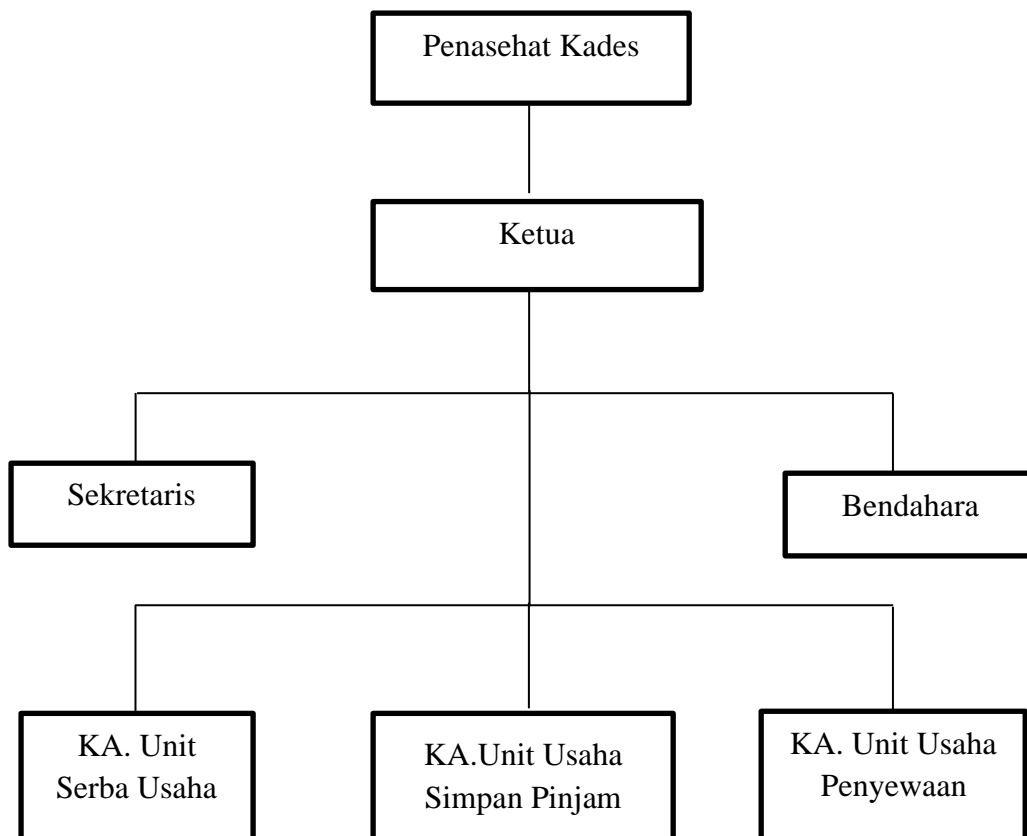 Penasehat Kades
Ketua
Sekretaris
Bendahara
KA. Unit
Serba Usaha
KA.Unit Usaha
Simpan Pinjam
KA. Unit Usaha
Penyewaan